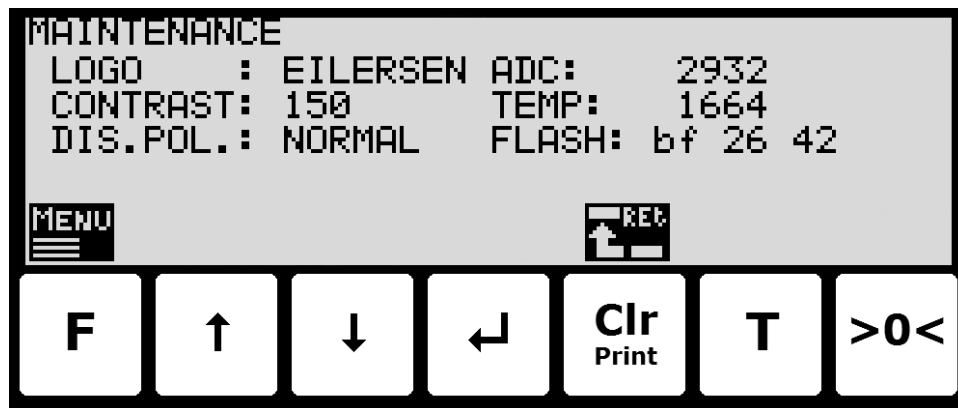 MAINTENANCE
LOGO : EILERSEN ADC: 2932
CONTRAST: 150 TEMP: 1664
DIS.POL.: NORMAL FLASH: bf 26 42
MENU Ret
F ↑ ↓ ↵ Clr T >0<
Print